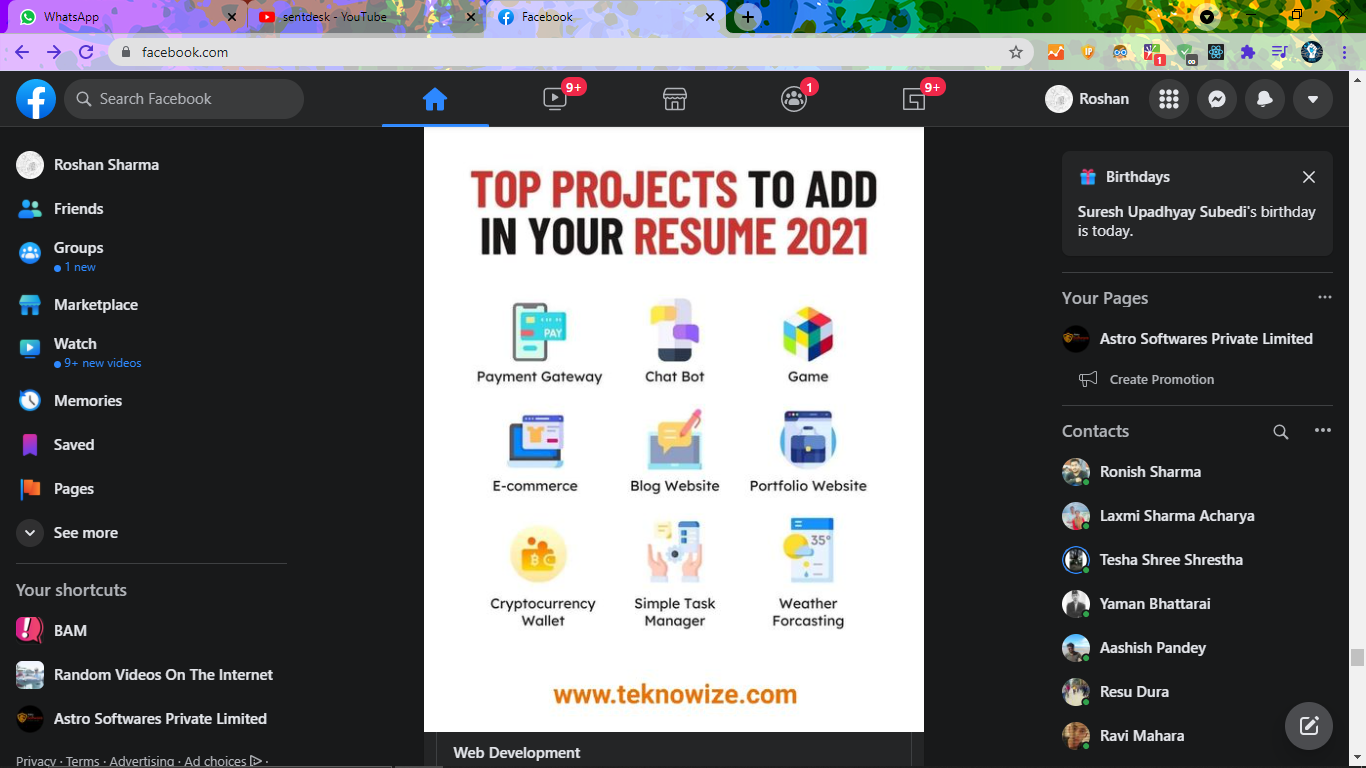 WhatsApp
sentdesk - YouTube
Facebook
facebook.com
IP
1
Search Facebook
9+
1
9+
Roshan
Roshan Sharma
Friends
Groups
1 new
Marketplace
Watch
9+ new videos
Memories
Saved
Pages
See more
Your shortcuts
BAM
Random Videos On The Internet
Astro Softwares Private Limited
Privacy · Terms · Advertising · Ad choices ·
TOP PROJECTS TO ADD
IN YOUR RESUME 2021
PAY
Payment Gateway
Chat Bot
Game
E-commerce
Blog Website
Portfolio Website
35°
Cryptocurrency
Wallet
Simple Task
Manager
Weather
Forcasting
www.teknowize.com
Web Development
Birthdays
Suresh Upadhyay Subedi's birthday
is today.
Your Pages
Astro Softwares Private Limited
Create Promotion
Contacts
Ronish Sharma
Laxmi Sharma Acharya
Tesha Shree Shrestha
Yaman Bhattarai
Aashish Pandey
Resu Dura
Ravi Mahara